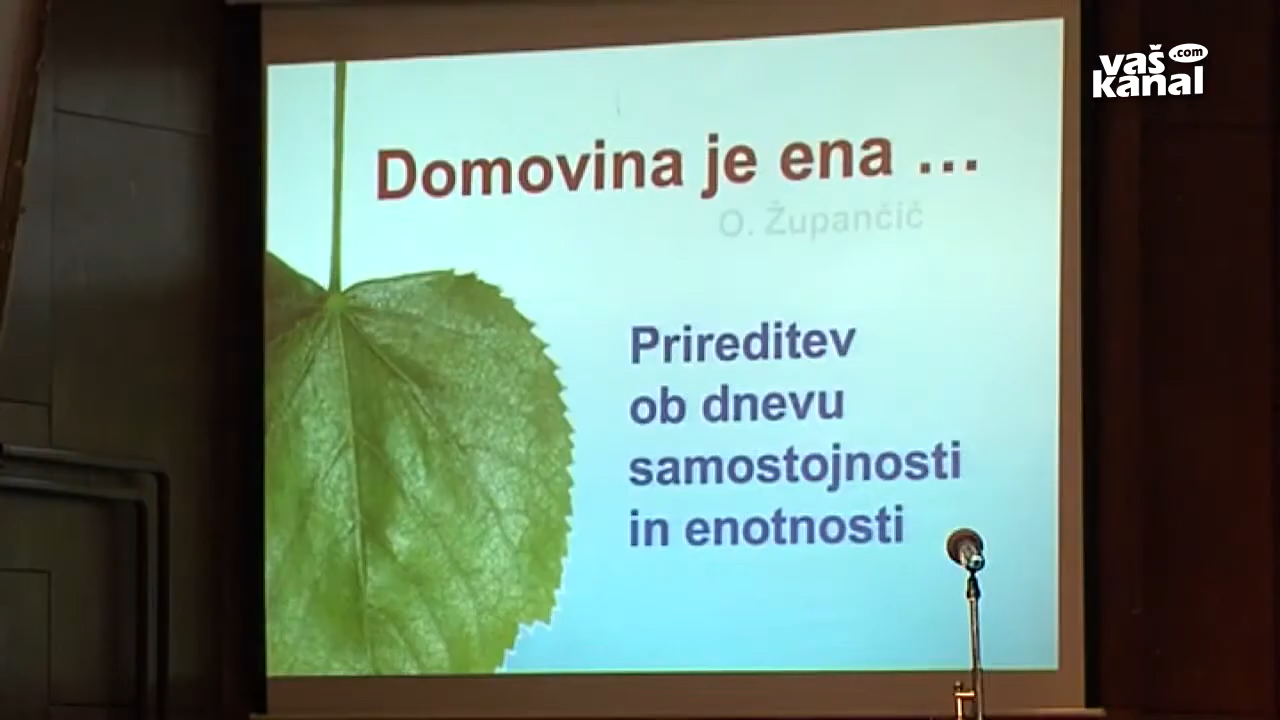 vaš .com
kanal
Domovina je ena ...
O. Župančič
Prireditev
ob dnevu
samostojnosti
in enotnosti